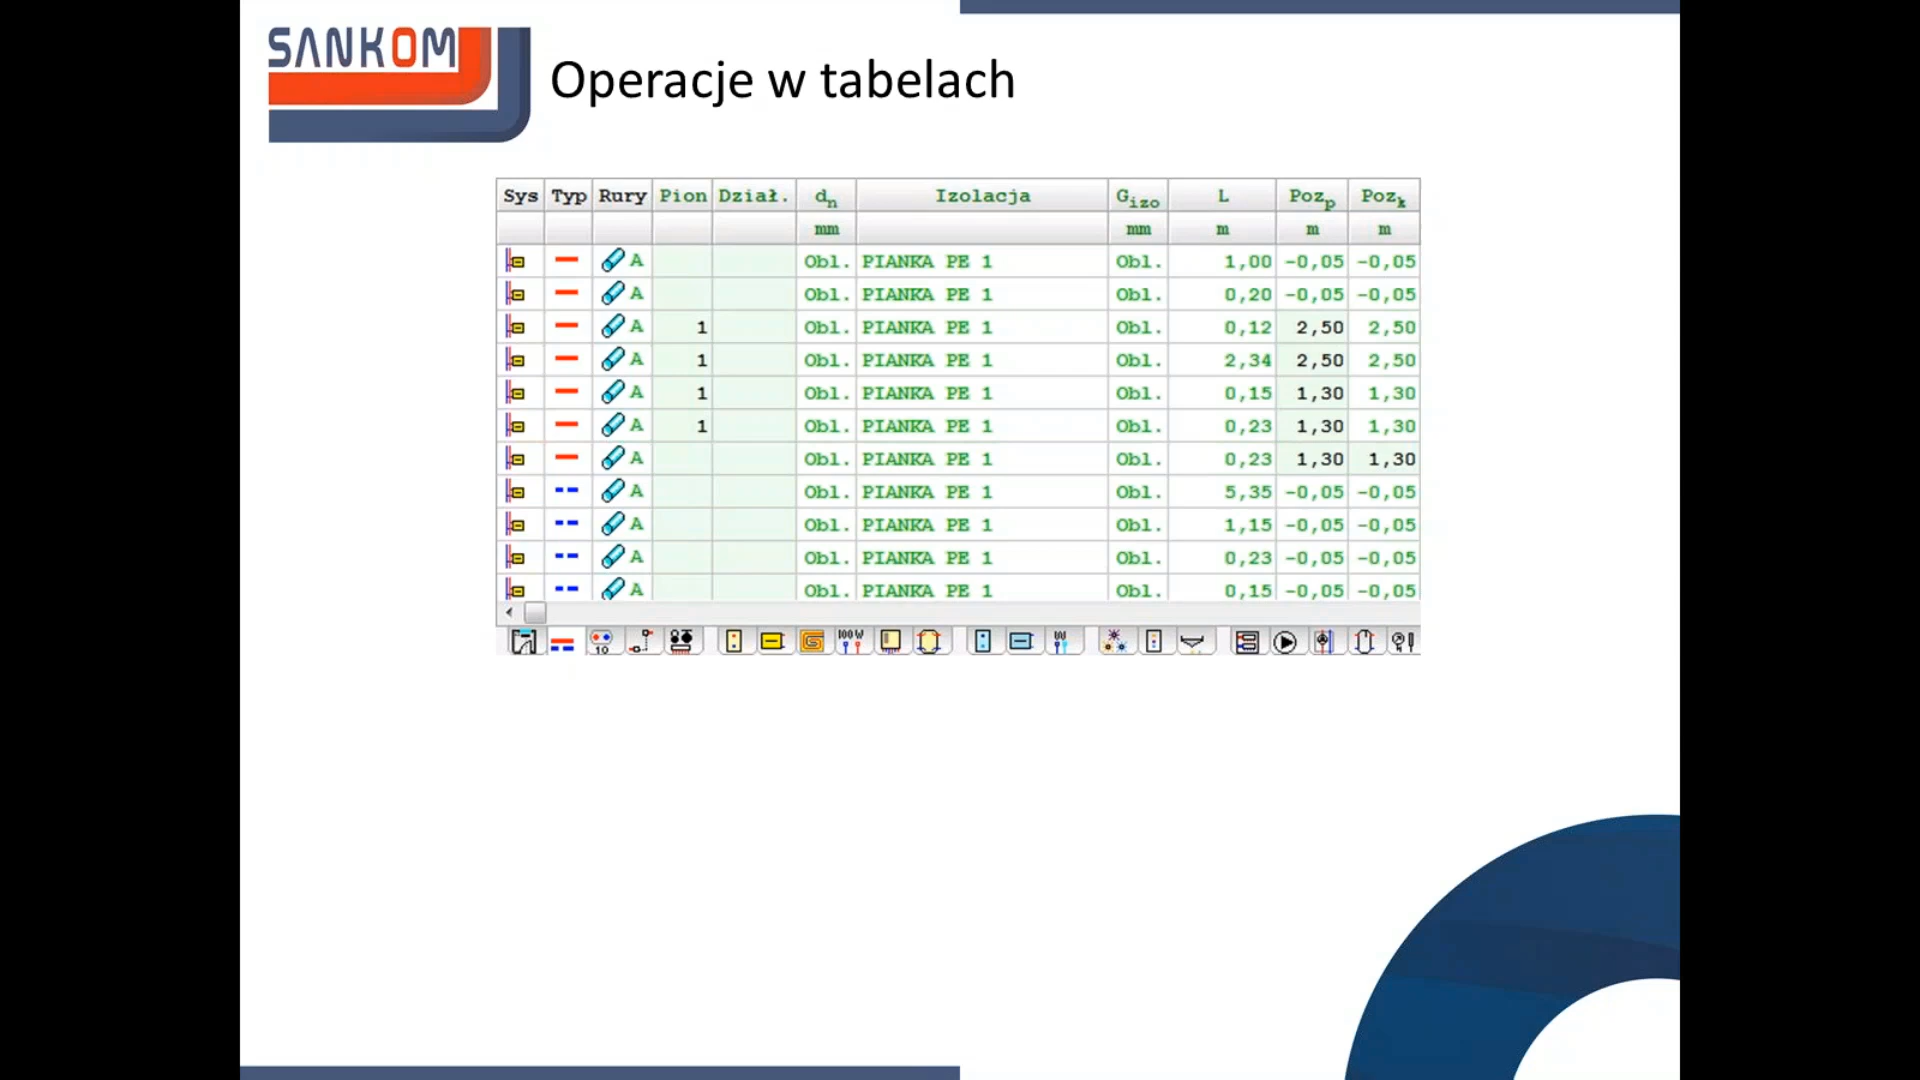 SANKOM
Operacje w tabelach
Sys Typ Rury Pion Dział. dn Izolacja Gizo L Pozp Pozk
mm mm m m m
A Obl. PIANKA PE 1 Obl. 1,00 -0,05 -0,05
A Obl. PIANKA PE 1 Obl. 0,20 -0,05 -0,05
A 1 Obl. PIANKA PE 1 Obl. 0,12 2,50 2,50
A 1 Obl. PIANKA PE 1 Obl. 2,34 2,50 2,50
A 1 Obl. PIANKA PE 1 Obl. 0,15 1,30 1,30
A 1 Obl. PIANKA PE 1 Obl. 0,23 1,30 1,30
A Obl. PIANKA PE 1 Obl. 0,23 1,30 1,30
A Obl. PIANKA PE 1 Obl. 5,35 -0,05 -0,05
A Obl. PIANKA PE 1 Obl. 1,15 -0,05 -0,05
A Obl. PIANKA PE 1 Obl. 0,23 -0,05 -0,05
A Obl. PIANKA PE 1 Obl. 0,15 -0,05 -0,05
10 100 W W